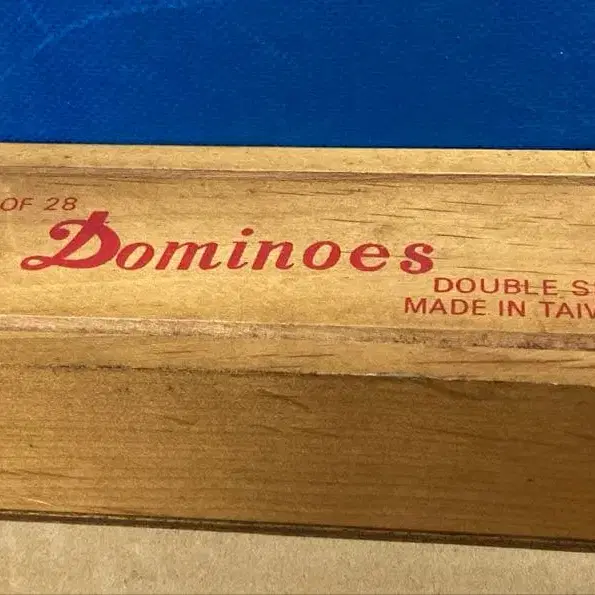 OF 28
Dominoes
DOUBLE S
MADE IN TAIW